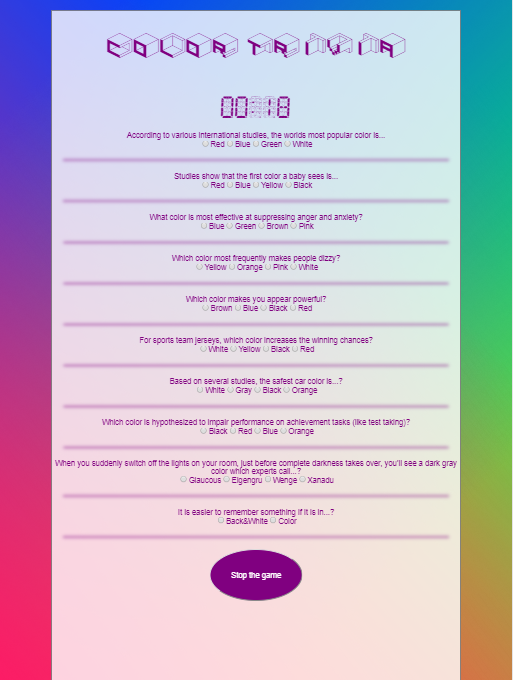 COLOR TRIVIA
00:18
According to various international studies, the worlds most popular color is...
Red Blue Green White
Studies show that the first color a baby sees is...
Red Blue Yellow Black
What color is most effective at suppressing anger and anxiety?
Blue Green Brown Pink
Which color most frequently makes people dizzy?
Yellow Orange Pink White
Which color makes you appear powerful?
Brown Blue Black Red
For sports team jerseys, which color increases the winning chances?
White Yellow Black Red
Based on several studies, the safest car color is...?
White Gray Black Orange
Which color is hypothesized to impair performance on achievement tasks (like test taking)?
Black Red Blue Orange
When you suddenly switch off the lights on your room, just before complete darkness takes over, you'll see a dark gray
color which experts call...?
Glaucous Eigengru Wenge Xanadu
It is easier to remember something if it is in...?
Back&White Color
Stop the game